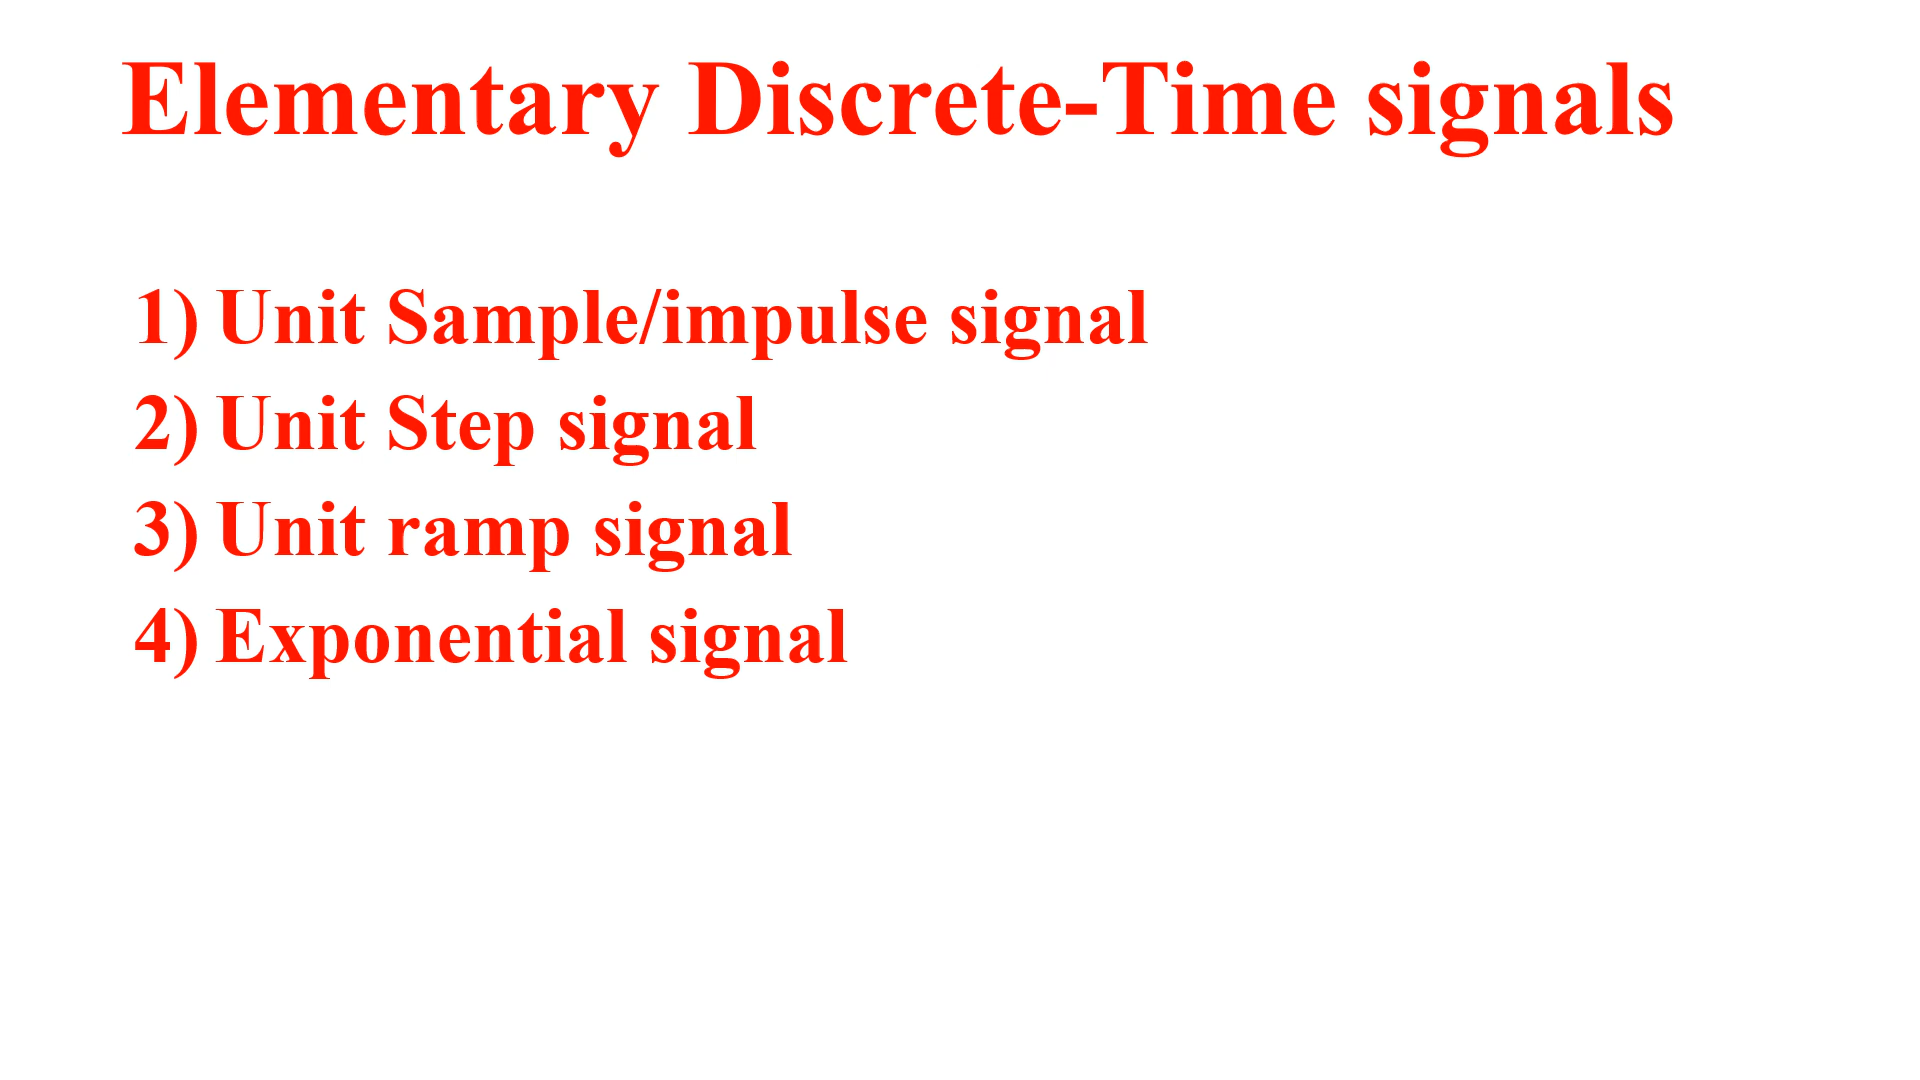 Elementary Discrete-Time signals
1) Unit Sample/impulse signal
2) Unit Step signal
3) Unit ramp signal
4) Exponential signal